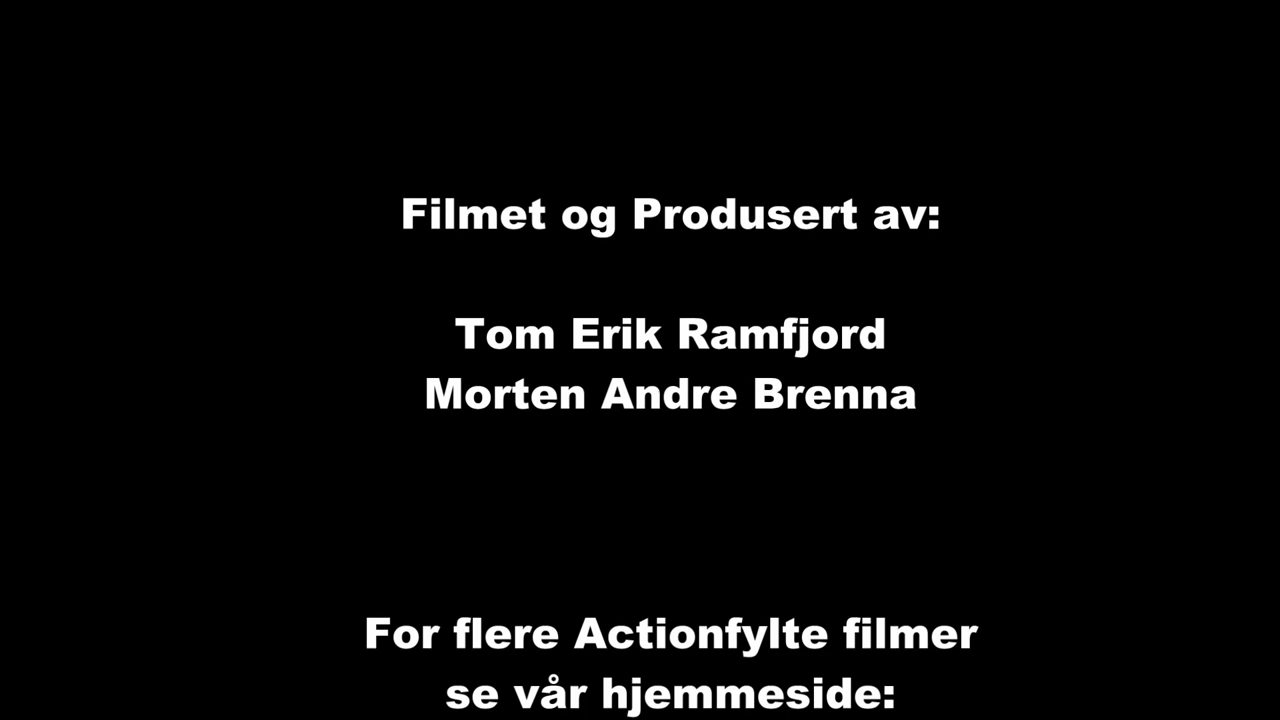 Filmet og Produsert av:
Tom Erik Ramfjord
Morten Andre Brenna
For flere Actionfylte filmer
se vår hjemmeside: